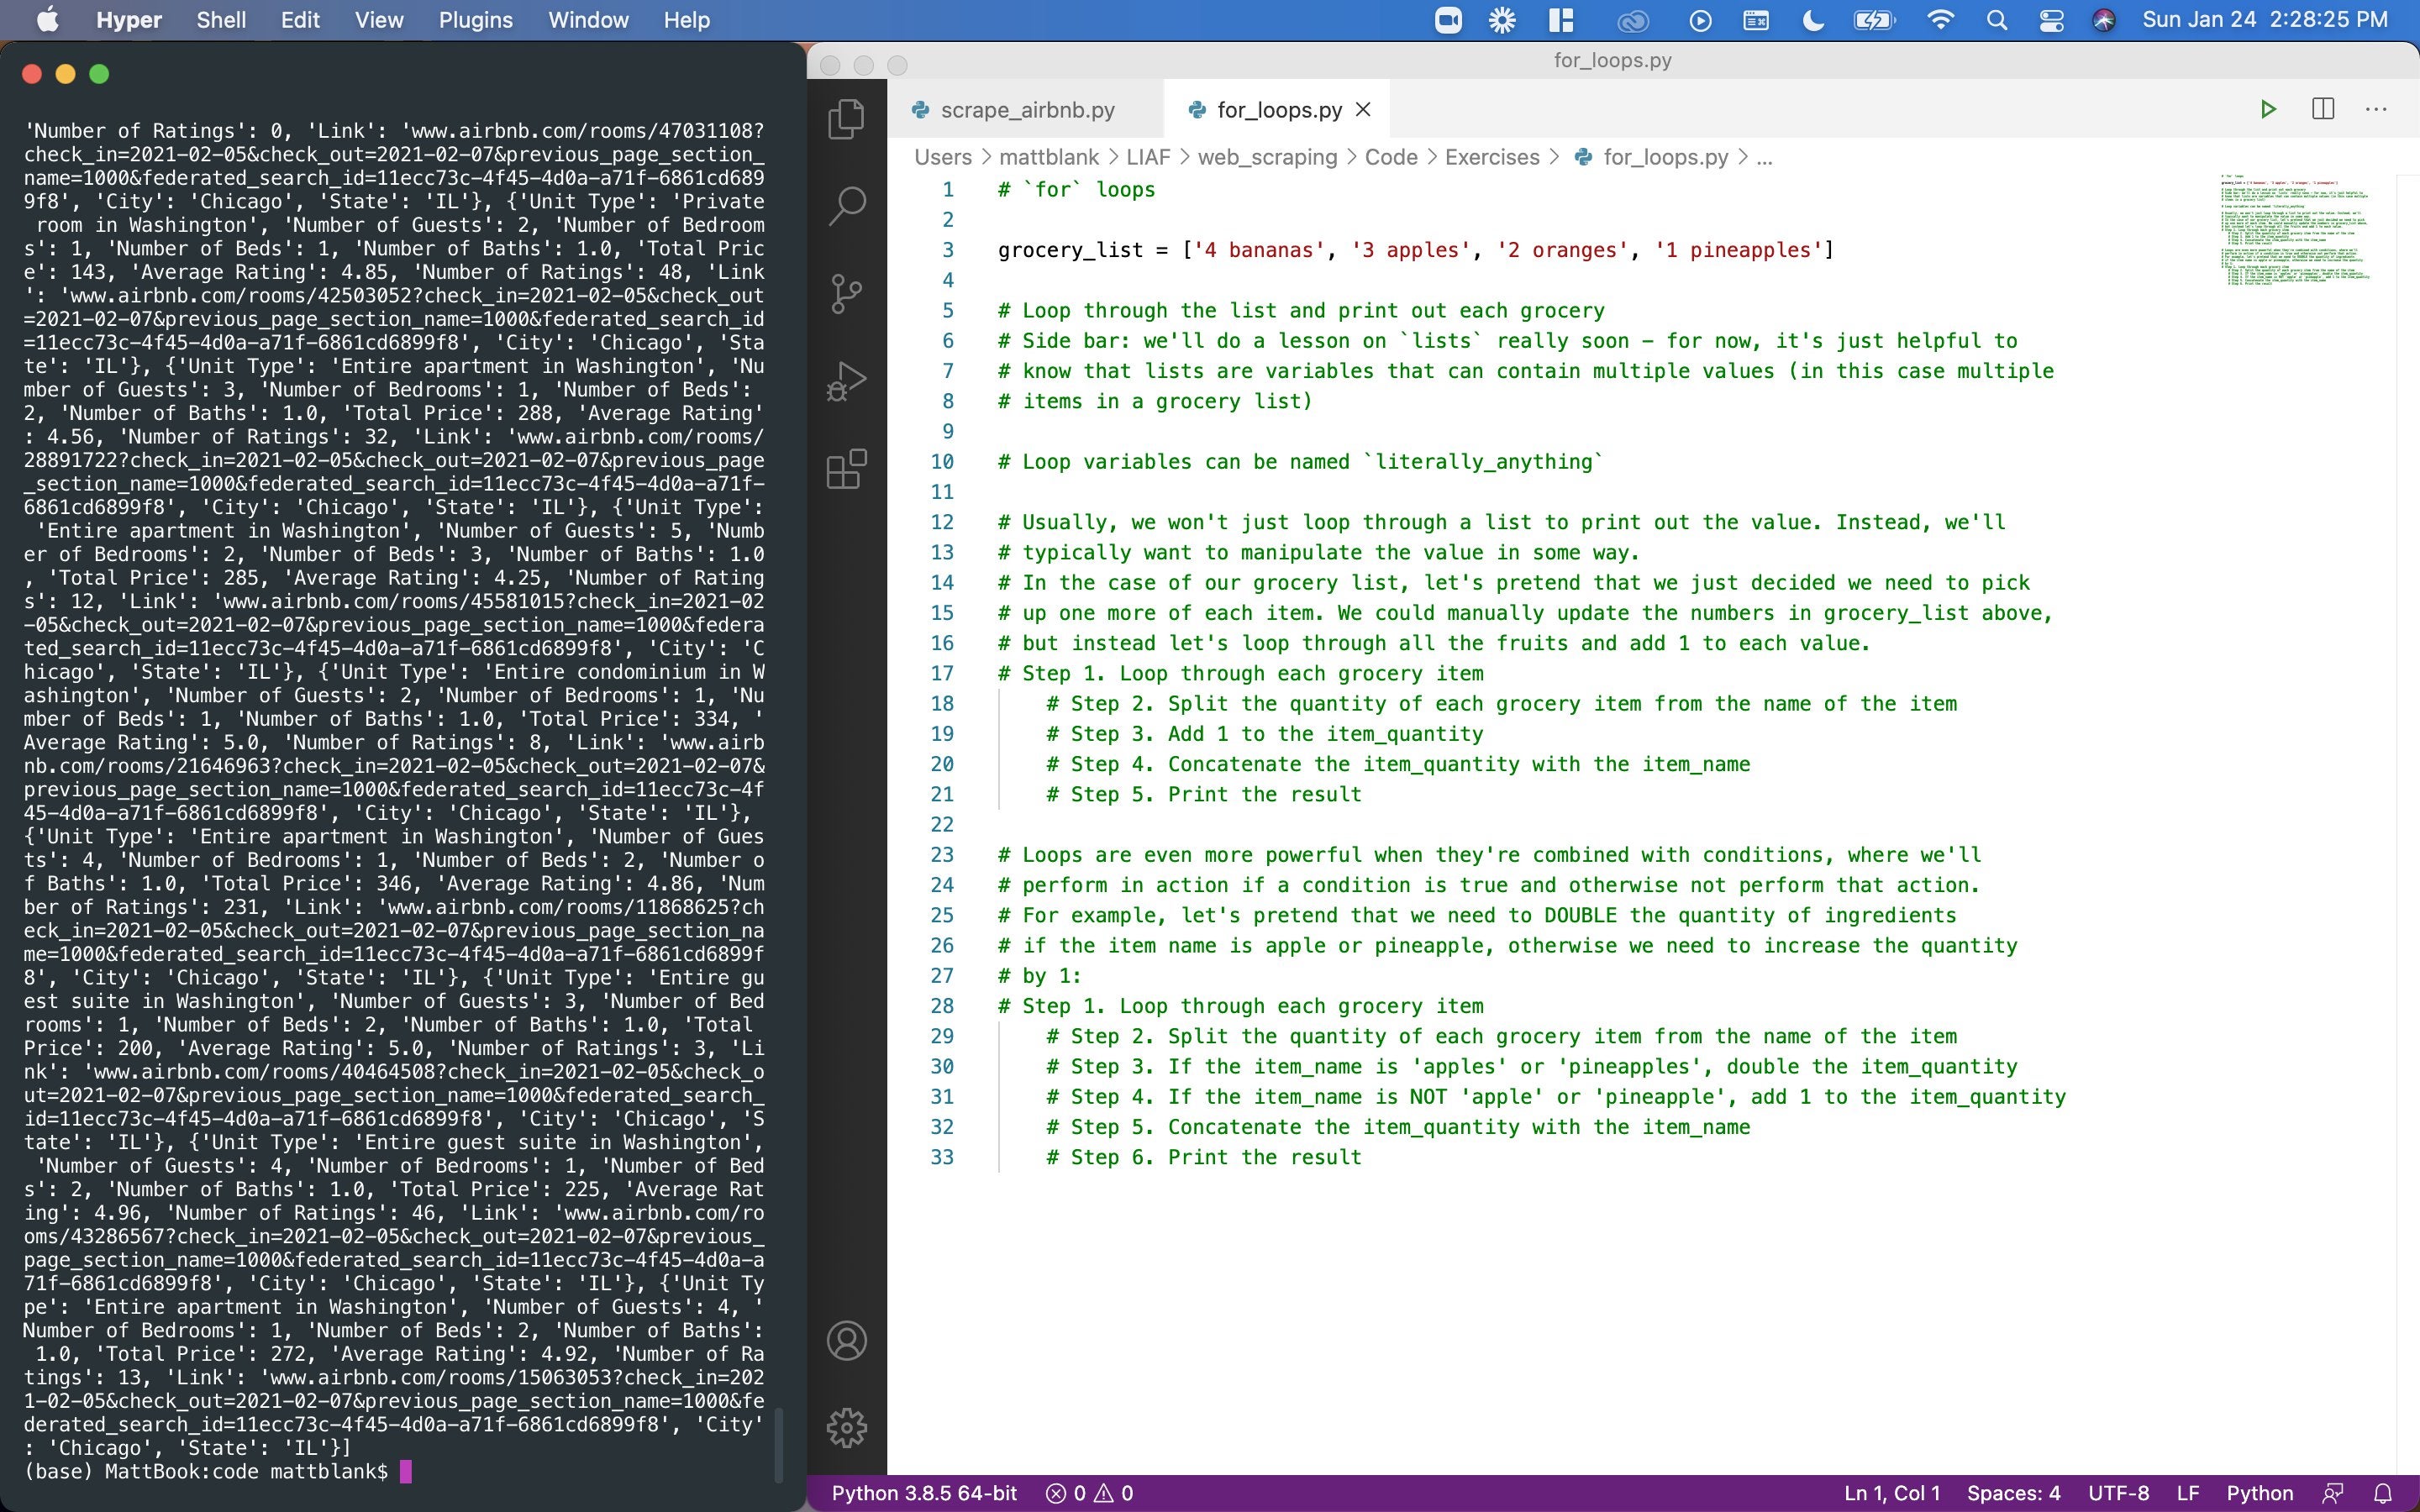 Hyper Shell Edit View Plugins Window Help Sun Jan 24 2:28:25 PM
'Number of Ratings': 0, 'Link': 'www.airbnb.com/rooms/47031108?
check_in=2021-02-05&check_out=2021-02-07&previous_page_section_
name=1000&federated_search_id=11ecc73c-4f45-4d0a-a71f-6861cd689
9f8', 'City': 'Chicago', 'State': 'IL'}, {'Unit Type': 'Private
 room in Washington', 'Number of Guests': 2, 'Number of Bedroom
s': 1, 'Number of Beds': 1, 'Number of Baths': 1.0, 'Total Pric
e': 143, 'Average Rating': 4.85, 'Number of Ratings': 48, 'Link
': 'www.airbnb.com/rooms/42503052?check_in=2021-02-05&check_out
=2021-02-07&previous_page_section_name=1000&federated_search_id
=11ecc73c-4f45-4d0a-a71f-6861cd6899f8', 'City': 'Chicago', 'Sta
te': 'IL'}, {'Unit Type': 'Entire apartment in Washington', 'Nu
mber of Guests': 3, 'Number of Bedrooms': 1, 'Number of Beds':
2, 'Number of Baths': 1.0, 'Total Price': 288, 'Average Rating'
: 4.56, 'Number of Ratings': 32, 'Link': 'www.airbnb.com/rooms/
28891722?check_in=2021-02-05&check_out=2021-02-07&previous_page
_section_name=1000&federated_search_id=11ecc73c-4f45-4d0a-a71f-
6861cd6899f8', 'City': 'Chicago', 'State': 'IL'}, {'Unit Type':
 'Entire apartment in Washington', 'Number of Guests': 5, 'Numb
er of Bedrooms': 2, 'Number of Beds': 3, 'Number of Baths': 1.0
, 'Total Price': 285, 'Average Rating': 4.25, 'Number of Rating
s': 12, 'Link': 'www.airbnb.com/rooms/45581015?check_in=2021-02
-05&check_out=2021-02-07&previous_page_section_name=1000&federa
ted_search_id=11ecc73c-4f45-4d0a-a71f-6861cd6899f8', 'City': 'C
hicago', 'State': 'IL'}, {'Unit Type': 'Entire condominium in W
ashington', 'Number of Guests': 2, 'Number of Bedrooms': 1, 'Nu
mber of Beds': 1, 'Number of Baths': 1.0, 'Total Price': 334, '
Average Rating': 5.0, 'Number of Ratings': 8, 'Link': 'www.airb
nb.com/rooms/21646963?check_in=2021-02-05&check_out=2021-02-07&
previous_page_section_name=1000&federated_search_id=11ecc73c-4f
45-4d0a-a71f-6861cd6899f8', 'City': 'Chicago', 'State': 'IL'},
{'Unit Type': 'Entire apartment in Washington', 'Number of Gues
ts': 4, 'Number of Bedrooms': 1, 'Number of Beds': 2, 'Number o
f Baths': 1.0, 'Total Price': 346, 'Average Rating': 4.86, 'Num
ber of Ratings': 231, 'Link': 'www.airbnb.com/rooms/11868625?ch
eck_in=2021-02-05&check_out=2021-02-07&previous_page_section_na
me=1000&federated_search_id=11ecc73c-4f45-4d0a-a71f-6861cd6899f
8', 'City': 'Chicago', 'State': 'IL'}, {'Unit Type': 'Entire gu
est suite in Washington', 'Number of Guests': 3, 'Number of Bed
rooms': 1, 'Number of Beds': 2, 'Number of Baths': 1.0, 'Total
Price': 200, 'Average Rating': 5.0, 'Number of Ratings': 3, 'Li
nk': 'www.airbnb.com/rooms/40464508?check_in=2021-02-05&check_o
ut=2021-02-07&previous_page_section_name=1000&federated_search_
id=11ecc73c-4f45-4d0a-a71f-6861cd6899f8', 'City': 'Chicago', 'S
tate': 'IL'}, {'Unit Type': 'Entire guest suite in Washington',
 'Number of Guests': 4, 'Number of Bedrooms': 1, 'Number of Bed
s': 2, 'Number of Baths': 1.0, 'Total Price': 225, 'Average Rat
ing': 4.96, 'Number of Ratings': 46, 'Link': 'www.airbnb.com/ro
oms/43286567?check_in=2021-02-05&check_out=2021-02-07&previous_
page_section_name=1000&federated_search_id=11ecc73c-4f45-4d0a-a
71f-6861cd6899f8', 'City': 'Chicago', 'State': 'IL'}, {'Unit Ty
pe': 'Entire apartment in Washington', 'Number of Guests': 4, '
Number of Bedrooms': 1, 'Number of Beds': 2, 'Number of Baths':
 1.0, 'Total Price': 272, 'Average Rating': 4.92, 'Number of Ra
tings': 13, 'Link': 'www.airbnb.com/rooms/15063053?check_in=202
1-02-05&check_out=2021-02-07&previous_page_section_name=1000&fe
derated_search_id=11ecc73c-4f45-4d0a-a71f-6861cd6899f8', 'City'
: 'Chicago', 'State': 'IL'}]
(base) MattBook:code mattblank$
for_loops.py
scrape_airbnb.py for_loops.py
Users > mattblank > LIAF > web_scraping > Code > Exercises > for_loops.py > ...
1 # `for` loops
2
3 grocery_list = ['4 bananas', '3 apples', '2 oranges', '1 pineapples']
4
5 # Loop through the list and print out each grocery
6 # Side bar: we'll do a lesson on `lists` really soon – for now, it's just helpful to
7 # know that lists are variables that can contain multiple values (in this case multiple
8 # items in a grocery list)
9
10 # Loop variables can be named `literally_anything`
11
12 # Usually, we won't just loop through a list to print out the value. Instead, we'll
13 # typically want to manipulate the value in some way.
14 # In the case of our grocery list, let's pretend that we just decided we need to pick
15 # up one more of each item. We could manually update the numbers in grocery_list above,
16 # but instead let's loop through all the fruits and add 1 to each value.
17 # Step 1. Loop through each grocery item
18 # Step 2. Split the quantity of each grocery item from the name of the item
19 # Step 3. Add 1 to the item_quantity
20 # Step 4. Concatenate the item_quantity with the item_name
21 # Step 5. Print the result
22
23 # Loops are even more powerful when they're combined with conditions, where we'll
24 # perform in action if a condition is true and otherwise not perform that action.
25 # For example, let's pretend that we need to DOUBLE the quantity of ingredients
26 # if the item name is apple or pineapple, otherwise we need to increase the quantity
27 # by 1:
28 # Step 1. Loop through each grocery item
29 # Step 2. Split the quantity of each grocery item from the name of the item
30 # Step 3. If the item_name is 'apples' or 'pineapples', double the item_quantity
31 # Step 4. If the item_name is NOT 'apple' or 'pineapple', add 1 to the item_quantity
32 # Step 5. Concatenate the item_quantity with the item_name
33 # Step 6. Print the result
Python 3.8.5 64-bit 0 0 Ln 1, Col 1 Spaces: 4 UTF-8 LF Python